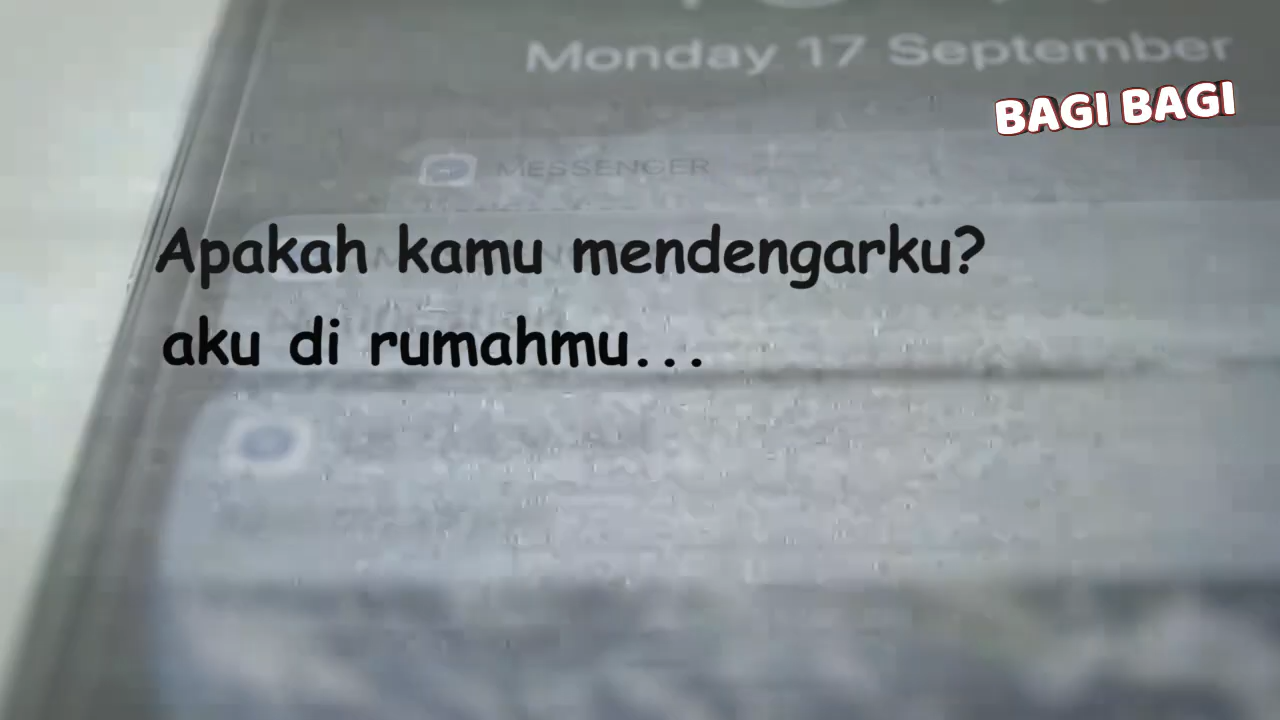 Monday 17 September
BAGI BAGI
MESSENGER
Apakah kamu mendengarku?
aku di rumahmu...